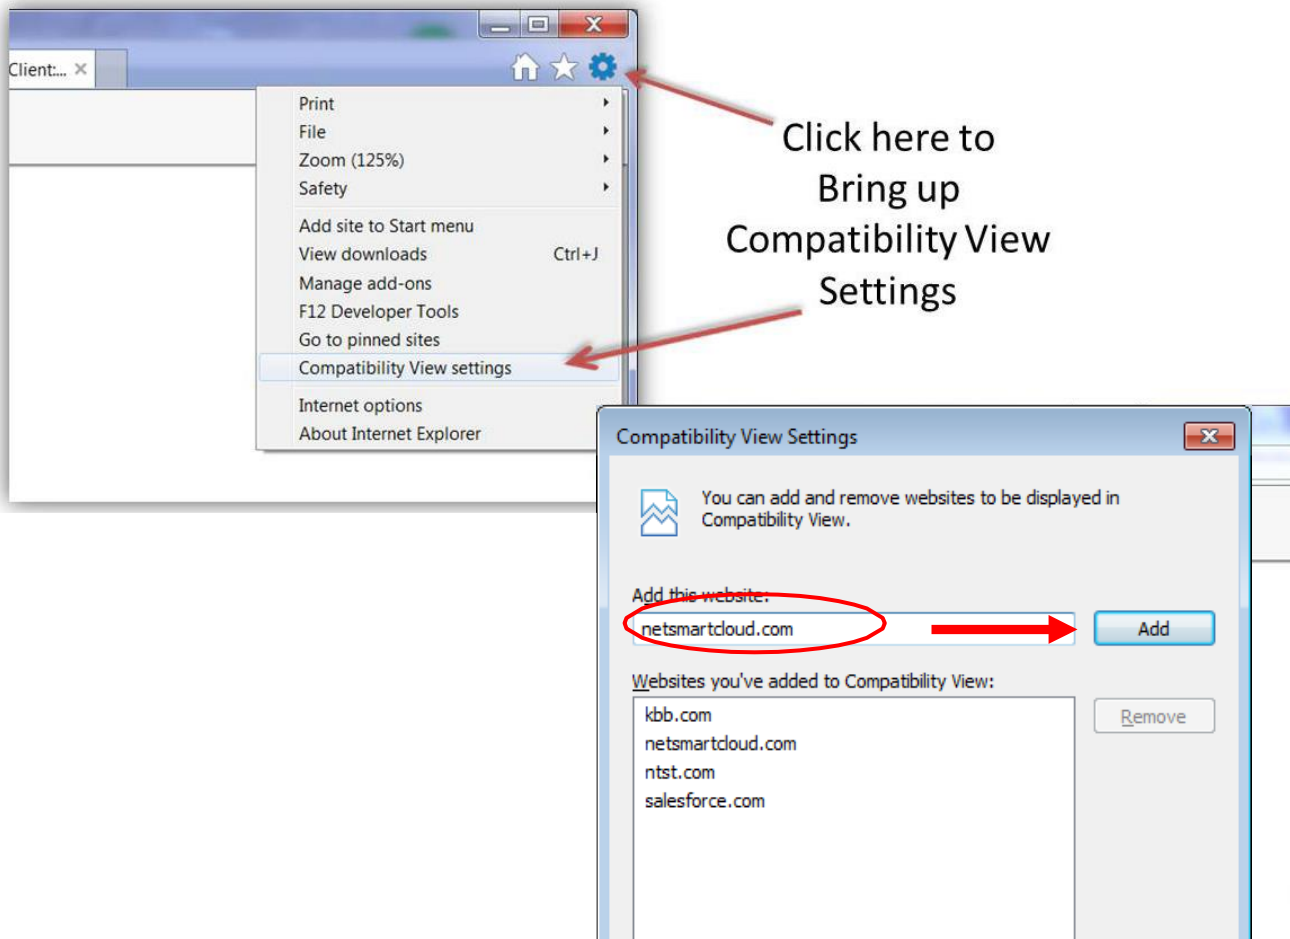 Client:...
Print
File
Zoom (125%)
Safety
Add site to Start menu
View downloads Ctrl+J
Manage add-ons
F12 Developer Tools
Go to pinned sites
Compatibility View settings
Internet options
About Internet Explorer
Click here to
Bring up
Compatibility View
Settings
Compatibility View Settings
You can add and remove websites to be displayed in
Compatibility View.
Add this website:
netsmartcloud.com
Add
Websites you've added to Compatibility View:
kbb.com
netsmartcloud.com
ntst.com
salesforce.com
Remove